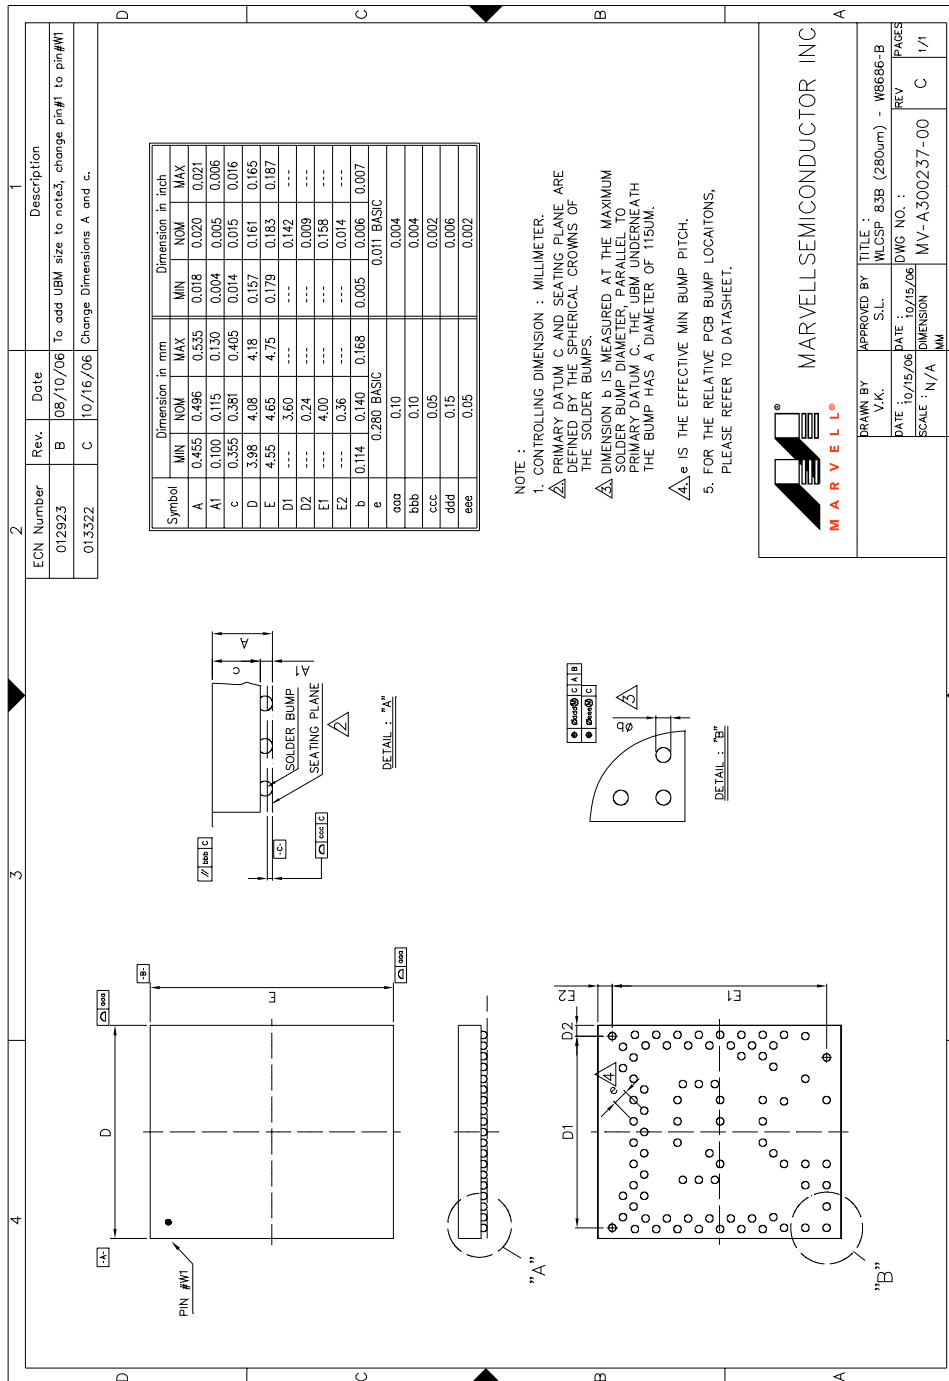 4
3
2
1
D
C
B
A
D
C
B
A
ECN Number Rev. Date Description
012923 B 08/10/06 To add UBM size to note3, change pin#1 to pin#W1
013322 C 10/16/06 Change Dimensions A and c.
Symbol Dimension in mm Dimension in inch
MIN NOM MAX MIN NOM MAX
A 0.455 0.496 0.535 0.018 0.020 0.021
A1 0.100 0.115 0.130 0.004 0.005 0.006
c 0.355 0.381 0.405 0.014 0.015 0.016
D 3.98 4.08 4.18 0.157 0.161 0.165
E 4.55 4.65 4.75 0.179 0.183 0.187
D1 --- 3.60 --- --- 0.142 ---
D2 --- 0.24 --- --- 0.009 ---
E1 --- 4.00 --- --- 0.158 ---
E2 --- 0.36 --- --- 0.014 ---
b 0.114 0.140 0.168 0.005 0.006 0.007
e 0.280 BASIC 0.011 BASIC
aaa 0.10 0.004
bbb 0.10 0.004
ccc 0.05 0.002
ddd 0.15 0.006
eee 0.05 0.002
NOTE :
1. CONTROLLING DIMENSION : MILLIMETER.
2. PRIMARY DATUM C AND SEATING PLANE ARE
DEFINED BY THE SPHERICAL CROWNS OF
THE SOLDER BUMPS.
3. DIMENSION b IS MEASURED AT THE MAXIMUM
SOLDER BUMP DIAMETER, PARALLEL TO
PRIMARY DATUM C. THE UBM UNDERNEATH
THE BUMP HAS A DIAMETER OF 115UM.
4. e IS THE EFFECTIVE MIN BUMP PITCH.
5. FOR THE RELATIVE PCB BUMP LOCAITONS,
PLEASE REFER TO DATASHEET.
-A-
D
aaa
-B-
E
aaa
PIN #W1
"A"
D1
D2
E2
E1
e
4
"B"
// bbb C
C
A
A1
-C-
ccc C
SOLDER BUMP
SEATING PLANE
2
DETAIL : "A"
⌖ Øddd Ⓜ C A B
⌖ Øeee Ⓜ C
Øb
3
DETAIL : "B"
®
MARVELL®
MARVELL SEMICONDUCTOR INC
DRAWN BY
V.K.
APPROVED BY
S.L.
TITLE :
WLCSP 83B (280um) - W8686-B
DATE :
10/15/06
DATE :
10/15/06
DWG NO. :
MV-A300237-00
REV
C
PAGES
1/1
SCALE :
N/A
DIMENSION
MM